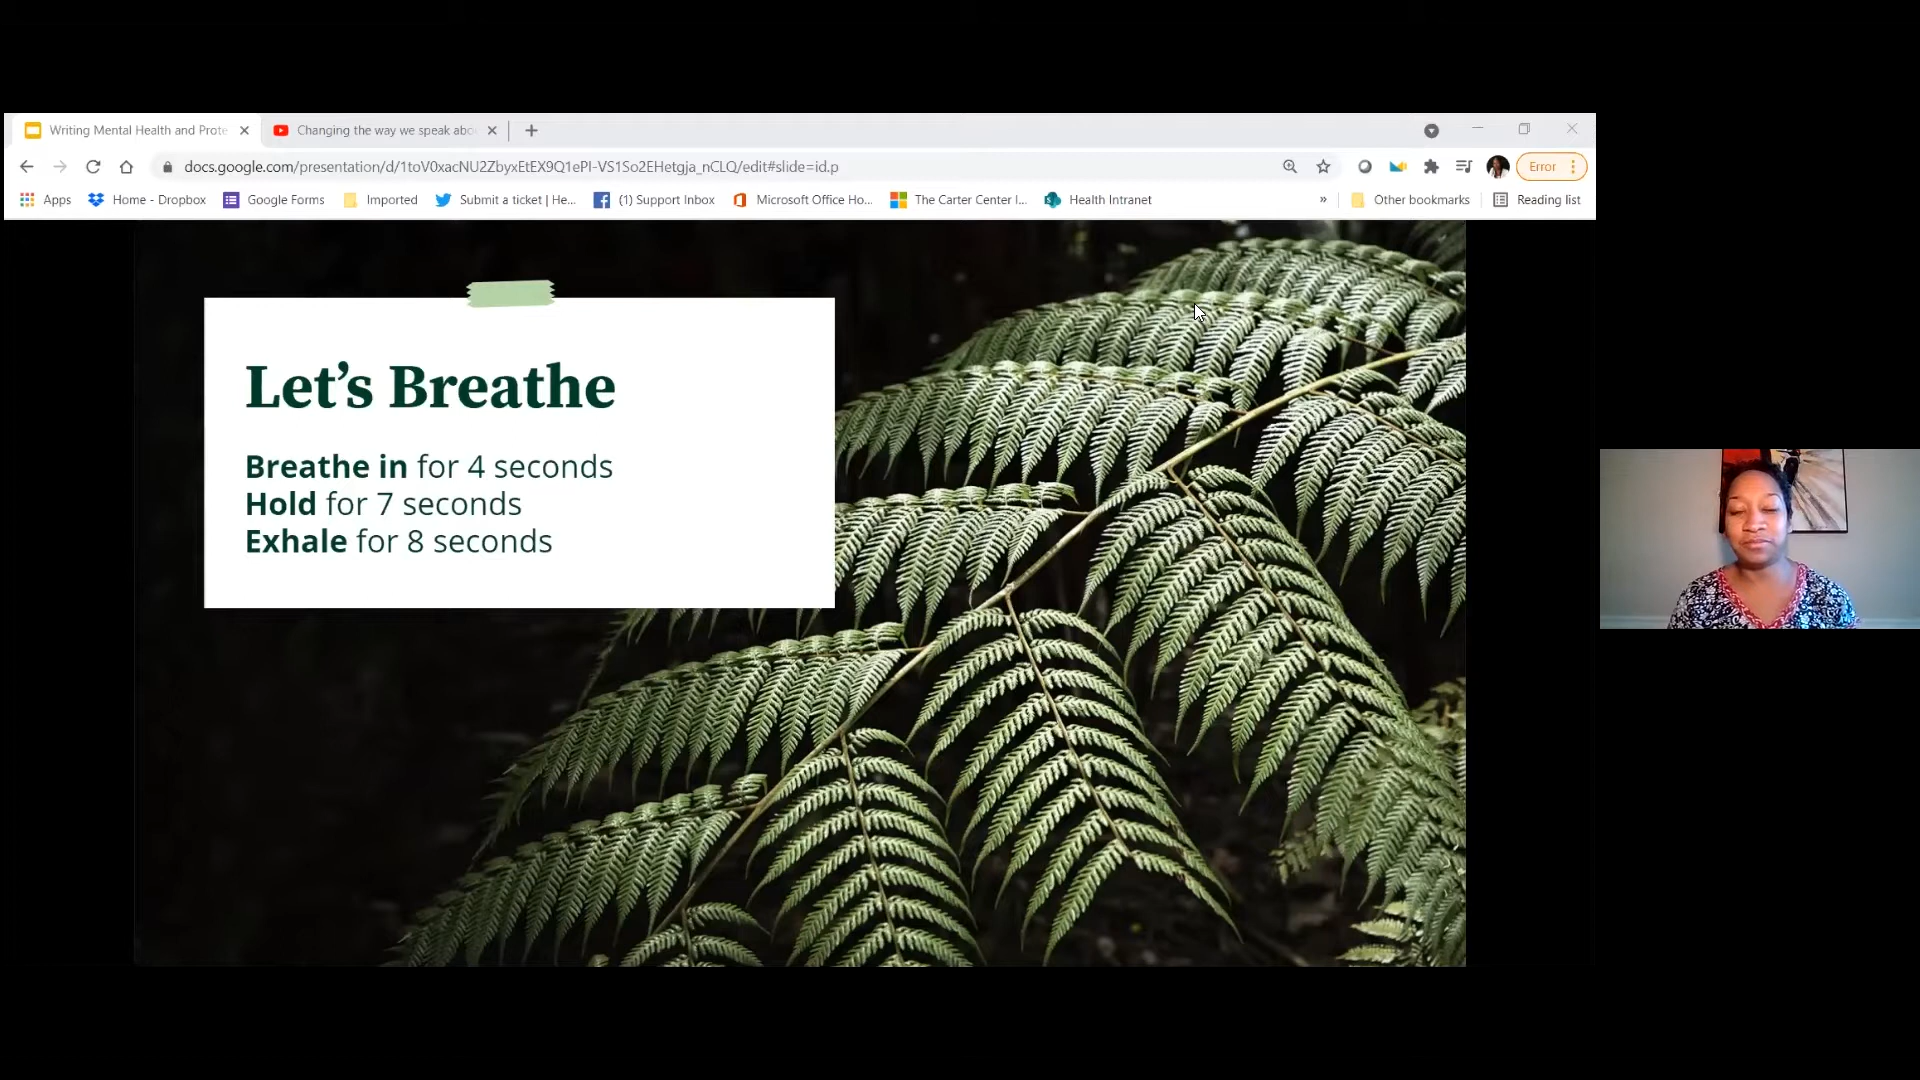 Writing Mental Health and Prote
Changing the way we speak abo
docs.google.com/presentation/d/1toV0xacNU2ZbyxEtEX9Q1ePI-VS1So2EHetgja_nCLQ/edit#slide=id.p
Error
Apps
Home - Dropbox
Google Forms
Imported
Submit a ticket | He...
(1) Support Inbox
Microsoft Office Ho...
The Carter Center I...
Health Intranet
»
Other bookmarks
Reading list
Let’s Breathe
Breathe in for 4 seconds
Hold for 7 seconds
Exhale for 8 seconds